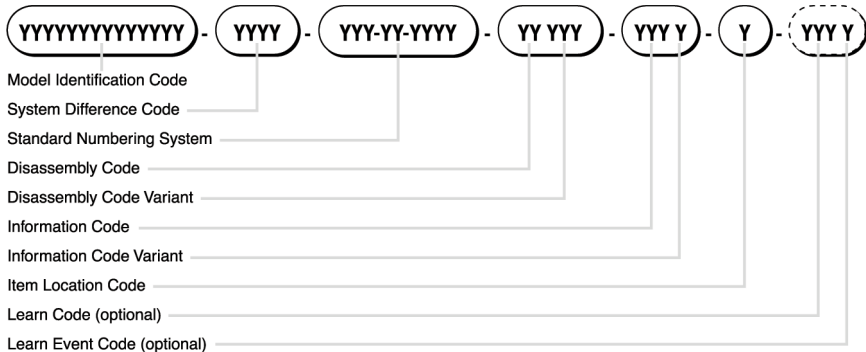 YYYYYYYYYYYYYY - YYYY - YYY-YY-YYYY - YY YYY - YYY Y - Y - YYY Y
Model Identification Code
System Difference Code
Standard Numbering System
Disassembly Code
Disassembly Code Variant
Information Code
Information Code Variant
Item Location Code
Learn Code (optional)
Learn Event Code (optional)